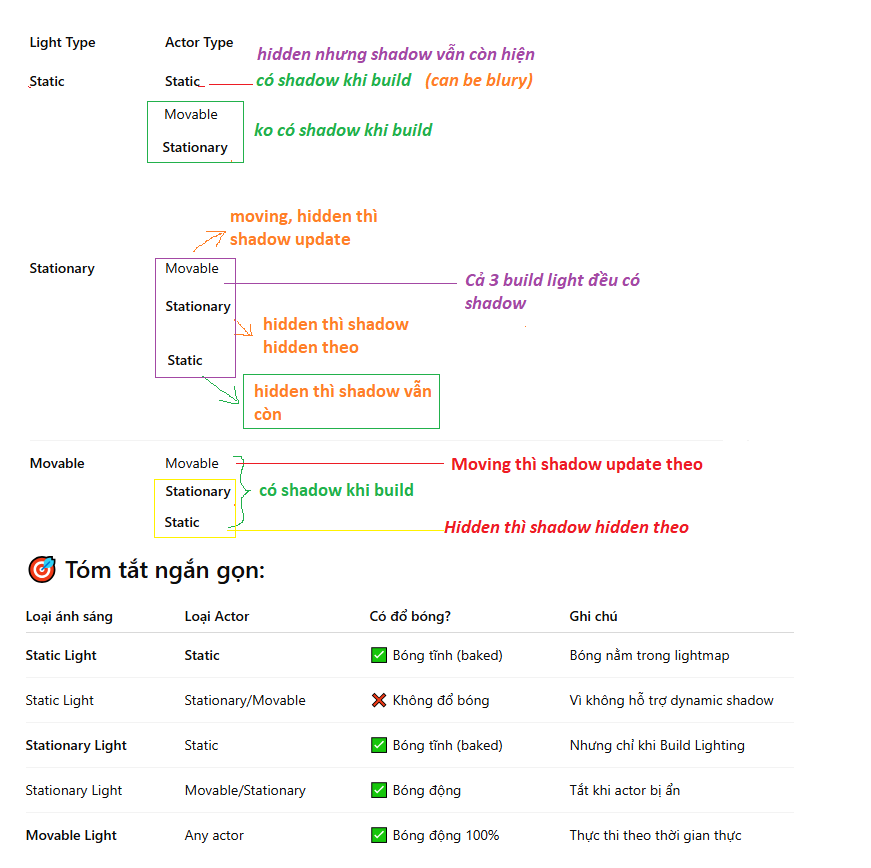 Light Type Actor Type
hidden nhưng shadow vẫn còn hiện
Static Static có shadow khi build (can be blury)
Movable
ko có shadow khi build
Stationary
moving, hidden thì
shadow update
Stationary Movable
Cả 3 build light đều có
shadow
Stationary
hidden thì shadow
hidden theo
Static
hidden thì shadow vẫn
còn
Movable Movable Moving thì shadow update theo
Stationary có shadow khi build
Static Hidden thì shadow hidden theo
🎯 Tóm tắt ngắn gọn:
Loại ánh sáng Loại Actor Có đổ bóng? Ghi chú
Static Light Static ✅ Bóng tĩnh (baked) Bóng nằm trong lightmap
Static Light Stationary/Movable ❌ Không đổ bóng Vì không hỗ trợ dynamic shadow
Stationary Light Static ✅ Bóng tĩnh (baked) Nhưng chỉ khi Build Lighting
Stationary Light Movable/Stationary ✅ Bóng động Tắt khi actor bị ẩn
Movable Light Any actor ✅ Bóng động 100% Thực thi theo thời gian thực